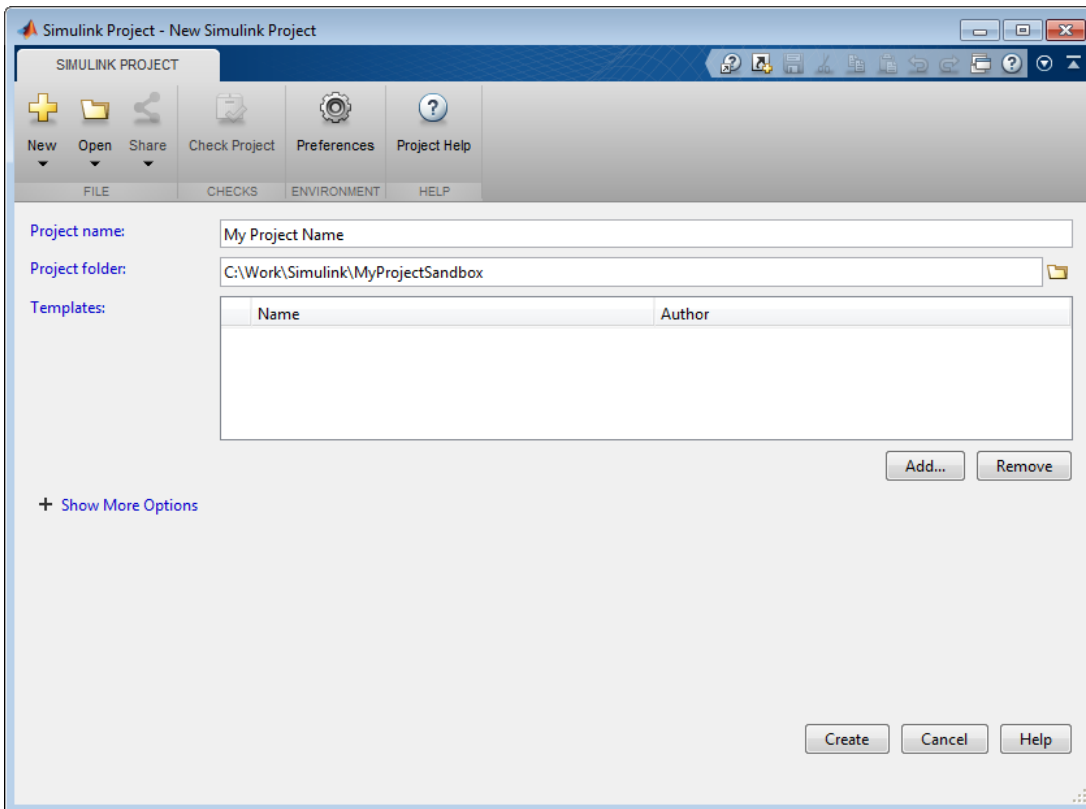 Simulink Project - New Simulink Project
SIMULINK PROJECT
New Open Share Check Project Preferences Project Help
FILE CHECKS ENVIRONMENT HELP
Project name: My Project Name
Project folder: C:\Work\Simulink\MyProjectSandbox
Templates: Name Author
Add... Remove
+ Show More Options
Create Cancel Help